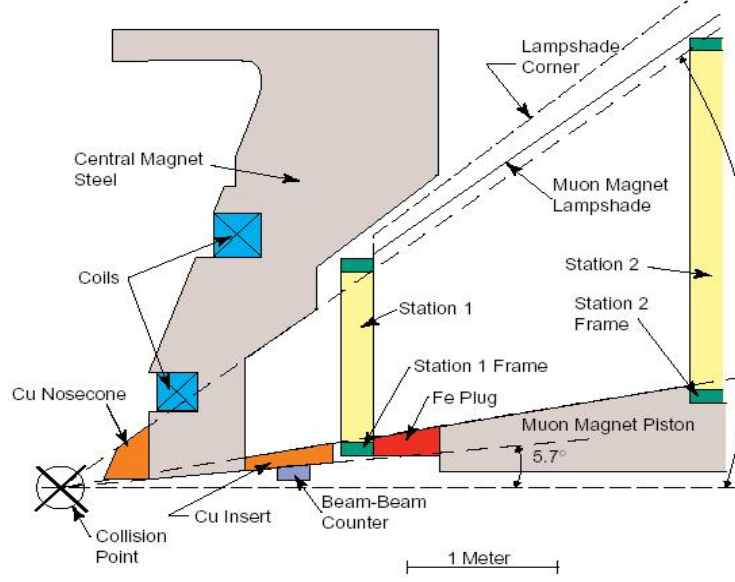 Lampshade
Corner
Central Magnet
Steel
Muon Magnet
Lampshade
Coils
Station 1
Station 2
Station 2
Frame
Station 1 Frame
Cu Nosecone
Fe Plug
Muon Magnet Piston
5.7°
Beam-Beam
Counter
Cu Insert
Collision
Point
1 Meter